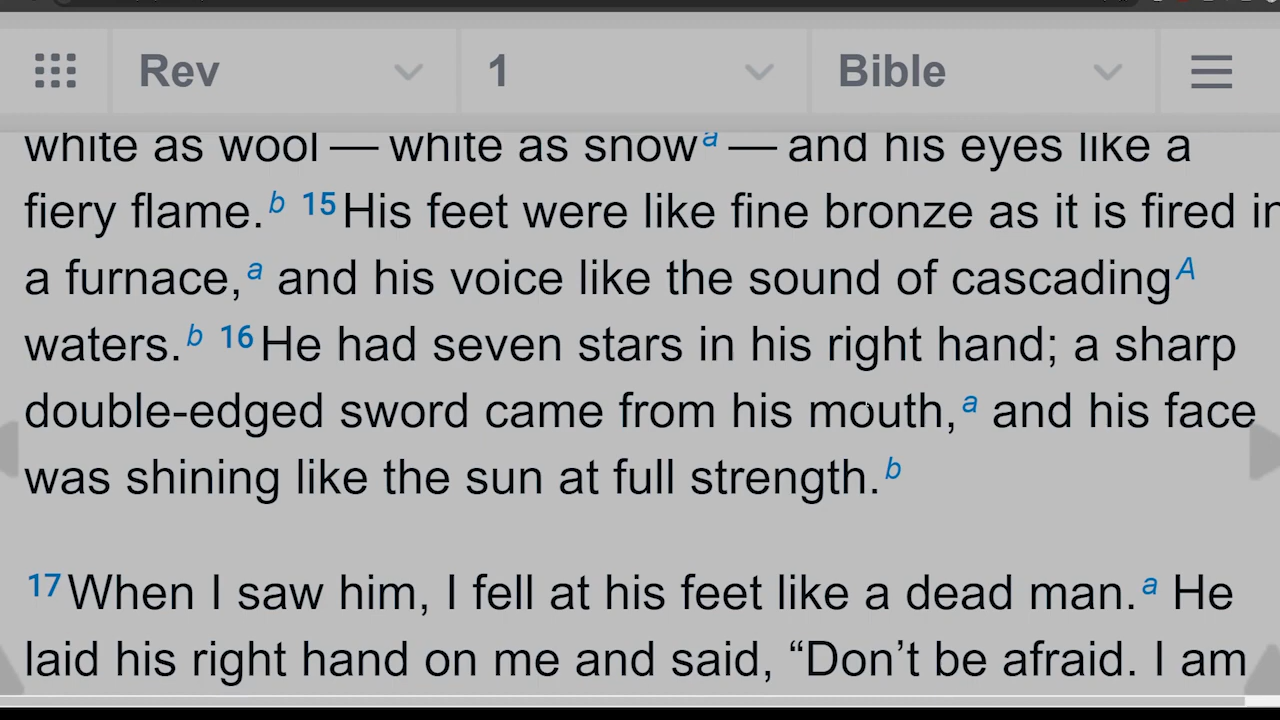 Rev 1 Bible
white as wool — white as snowa — and his eyes like a
fiery flame.b 15 His feet were like fine bronze as it is fired in
a furnace,a and his voice like the sound of cascadingA
waters.b 16 He had seven stars in his right hand; a sharp
double-edged sword came from his mouth,a and his face
was shining like the sun at full strength.b
17 When I saw him, I fell at his feet like a dead man.a He
laid his right hand on me and said, “Don’t be afraid. I am